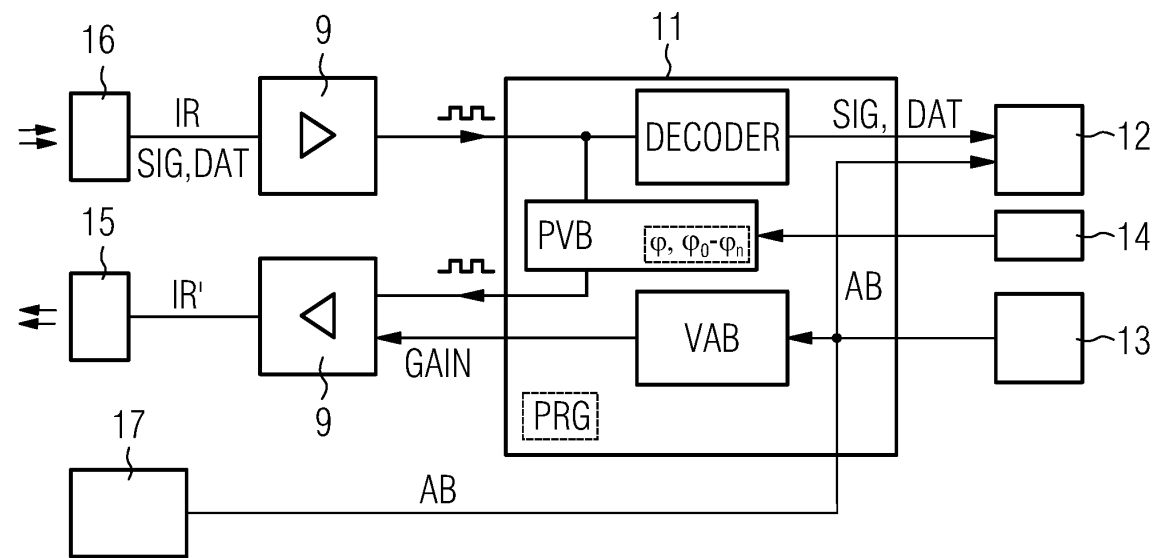 16
9
11
IR
SIG,DAT
DECODER
SIG, DAT
12
15
PVB
φ, φ0-φn
14
IR'
AB
GAIN
VAB
13
9
PRG
17
AB